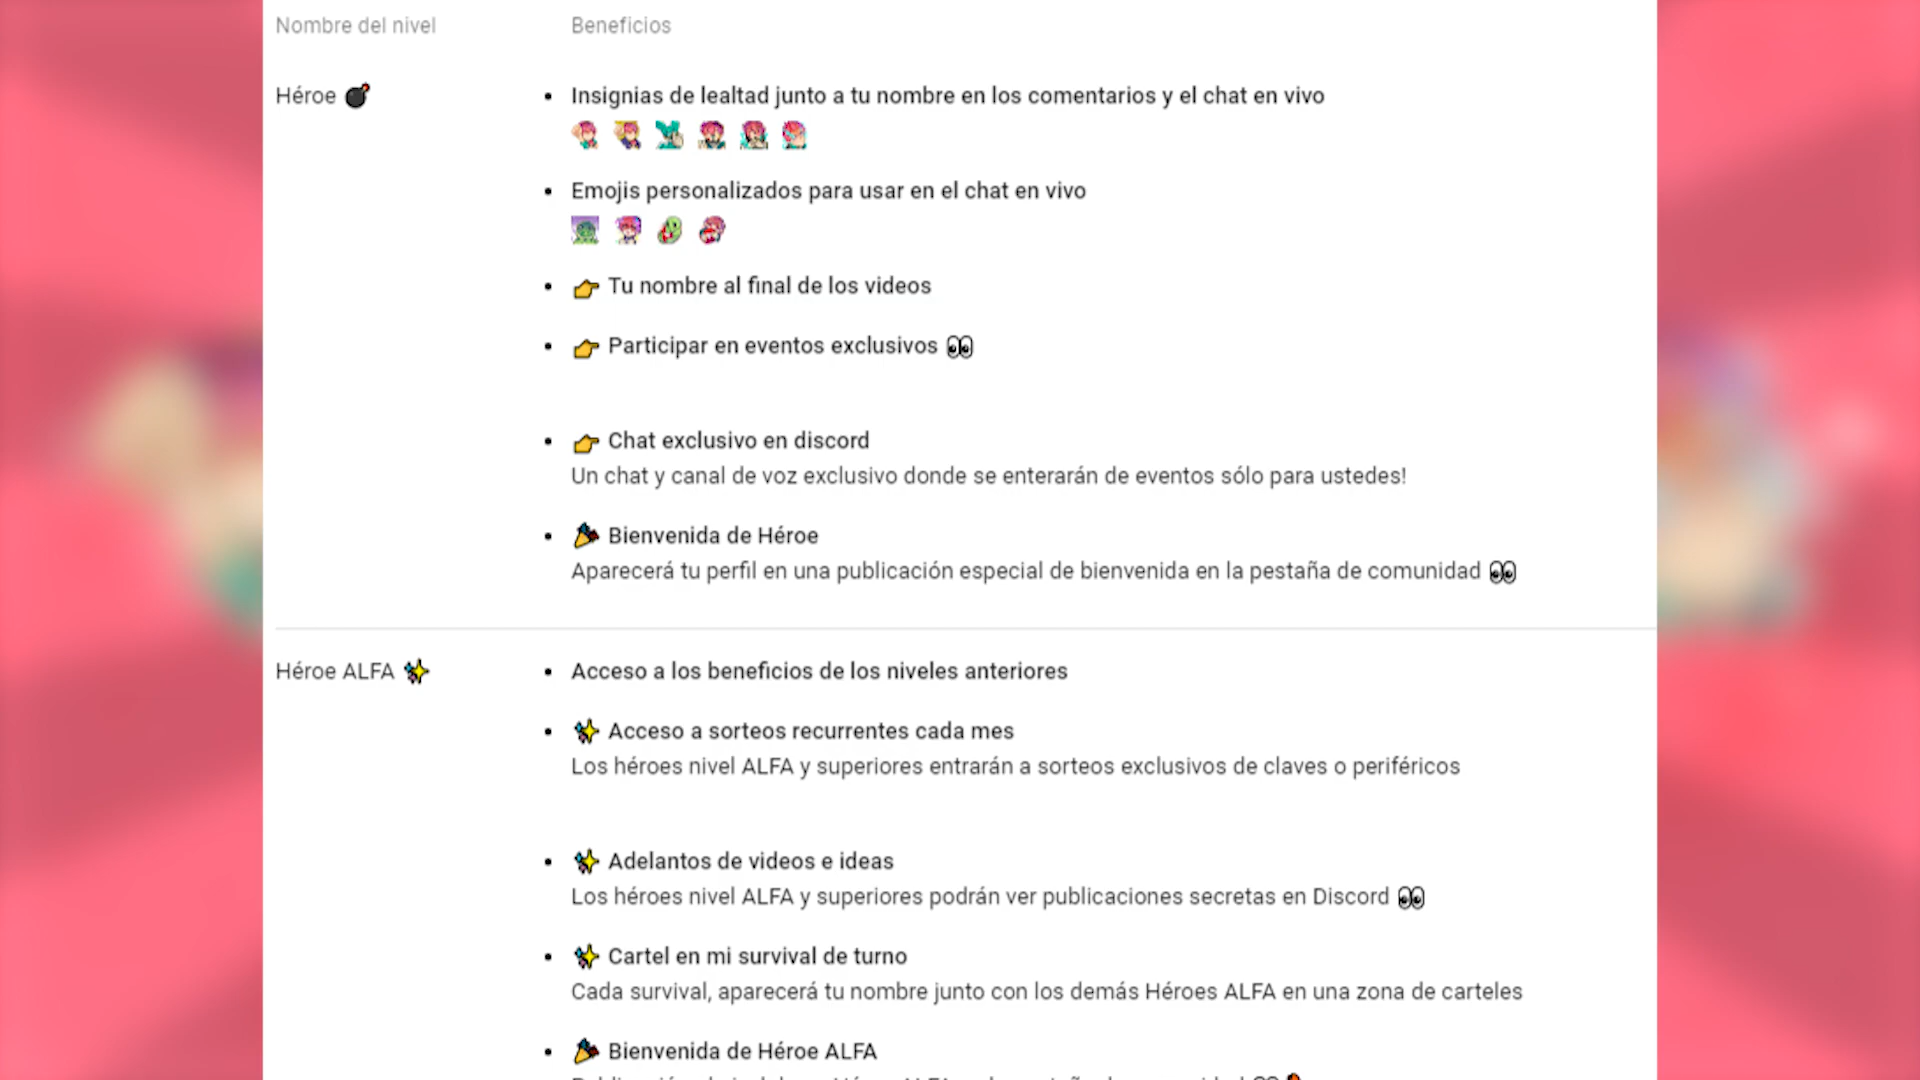 Nombre del nivel
Beneficios
Héroe 💣
• Insignias de lealtad junto a tu nombre en los comentarios y el chat en vivo
• Emojis personalizados para usar en el chat en vivo
• 👉 Tu nombre al final de los videos
• 👉 Participar en eventos exclusivos 👀
• 👉 Chat exclusivo en discord
Un chat y canal de voz exclusivo donde se enterarán de eventos sólo para ustedes!
• 🎉 Bienvenida de Héroe
Aparecerá tu perfil en una publicación especial de bienvenida en la pestaña de comunidad 👀
Héroe ALFA ✨
• Acceso a los beneficios de los niveles anteriores
• ✨ Acceso a sorteos recurrentes cada mes
Los héroes nivel ALFA y superiores entrarán a sorteos exclusivos de claves o periféricos
• ✨ Adelantos de videos e ideas
Los héroes nivel ALFA y superiores podrán ver publicaciones secretas en Discord 👀
• ✨ Cartel en mi survival de turno
Cada survival, aparecerá tu nombre junto con los demás Héroes ALFA en una zona de carteles
• 🎉 Bienvenida de Héroe ALFA